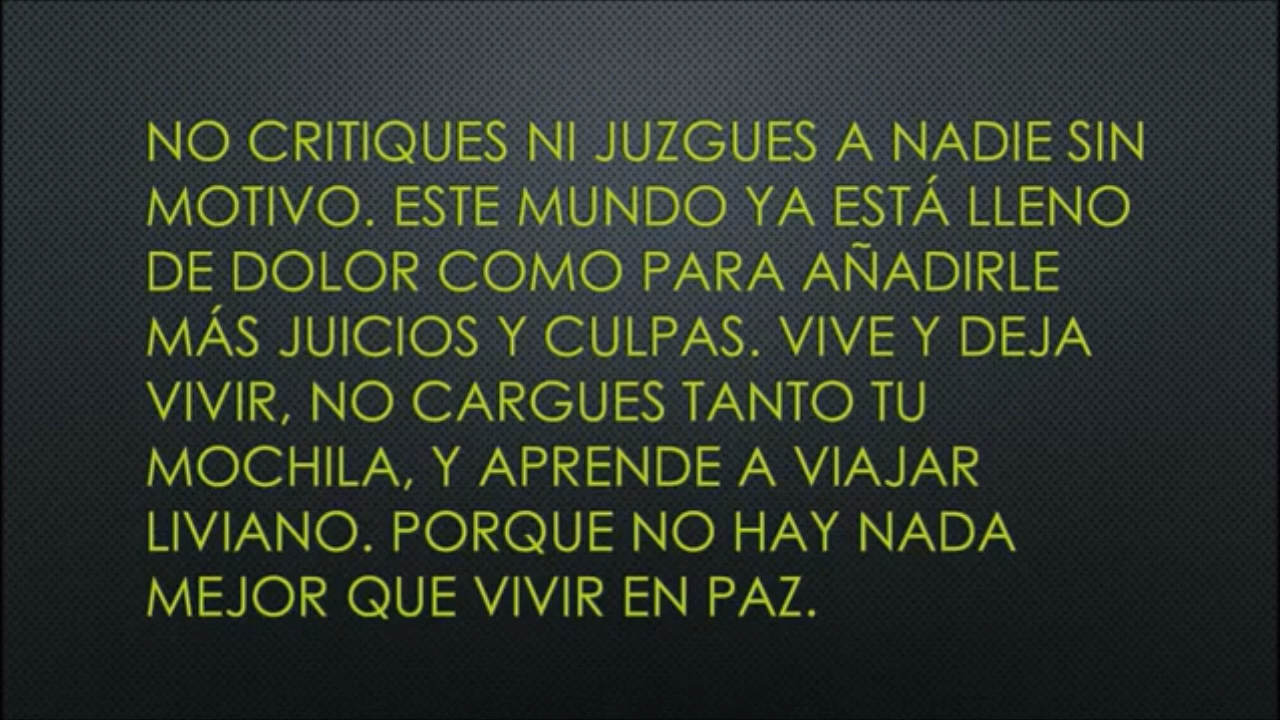 NO CRITIQUES NI JUZGUES A NADIE SIN
MOTIVO. ESTE MUNDO YA ESTÁ LLENO
DE DOLOR COMO PARA AÑADIRLE
MÁS JUICIOS Y CULPAS. VIVE Y DEJA
VIVIR, NO CARGUES TANTO TU
MOCHILA, Y APRENDE A VIAJAR
LIVIANO. PORQUE NO HAY NADA
MEJOR QUE VIVIR EN PAZ.